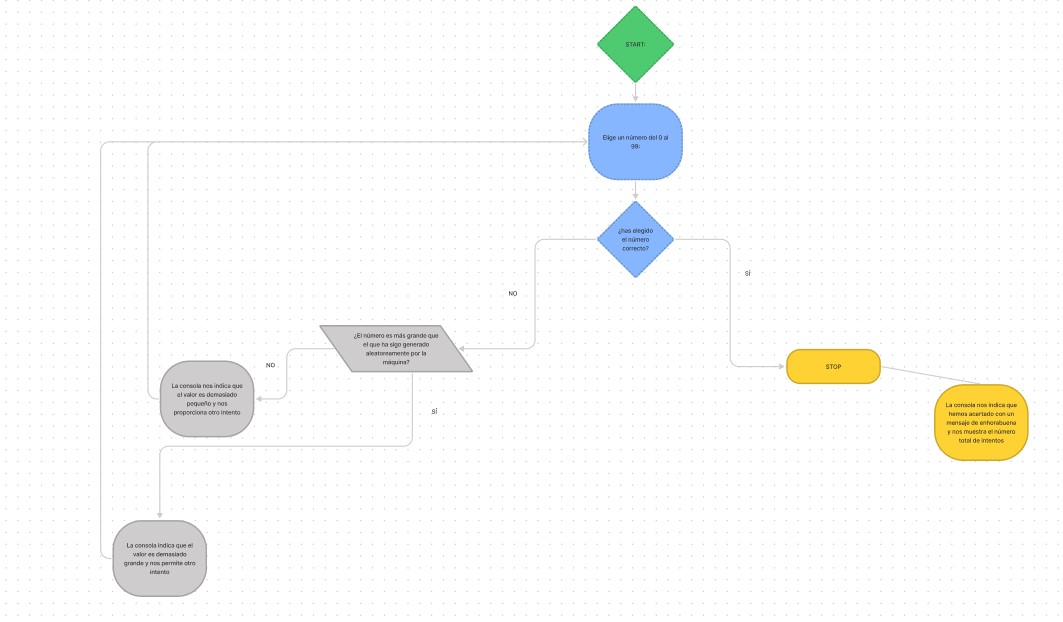 START:
Elige un número del 0 al
99:
¿has elegido
el número
correcto?
SÍ
NO
¿El número es más grande que
el que ha sigo generado
aleatoreamente por la
máquina?
NO
STOP
La consola nos indica que
el valor es demasiado
pequeño y nos
proporciona otro intento
SÍ
La consola nos indica que
hemos acertado con un
mensaje de enhorabuena
y nos muestra el número
total de intentos
La consola indica que el
valor es demasiado
grande y nos permite otro
intento